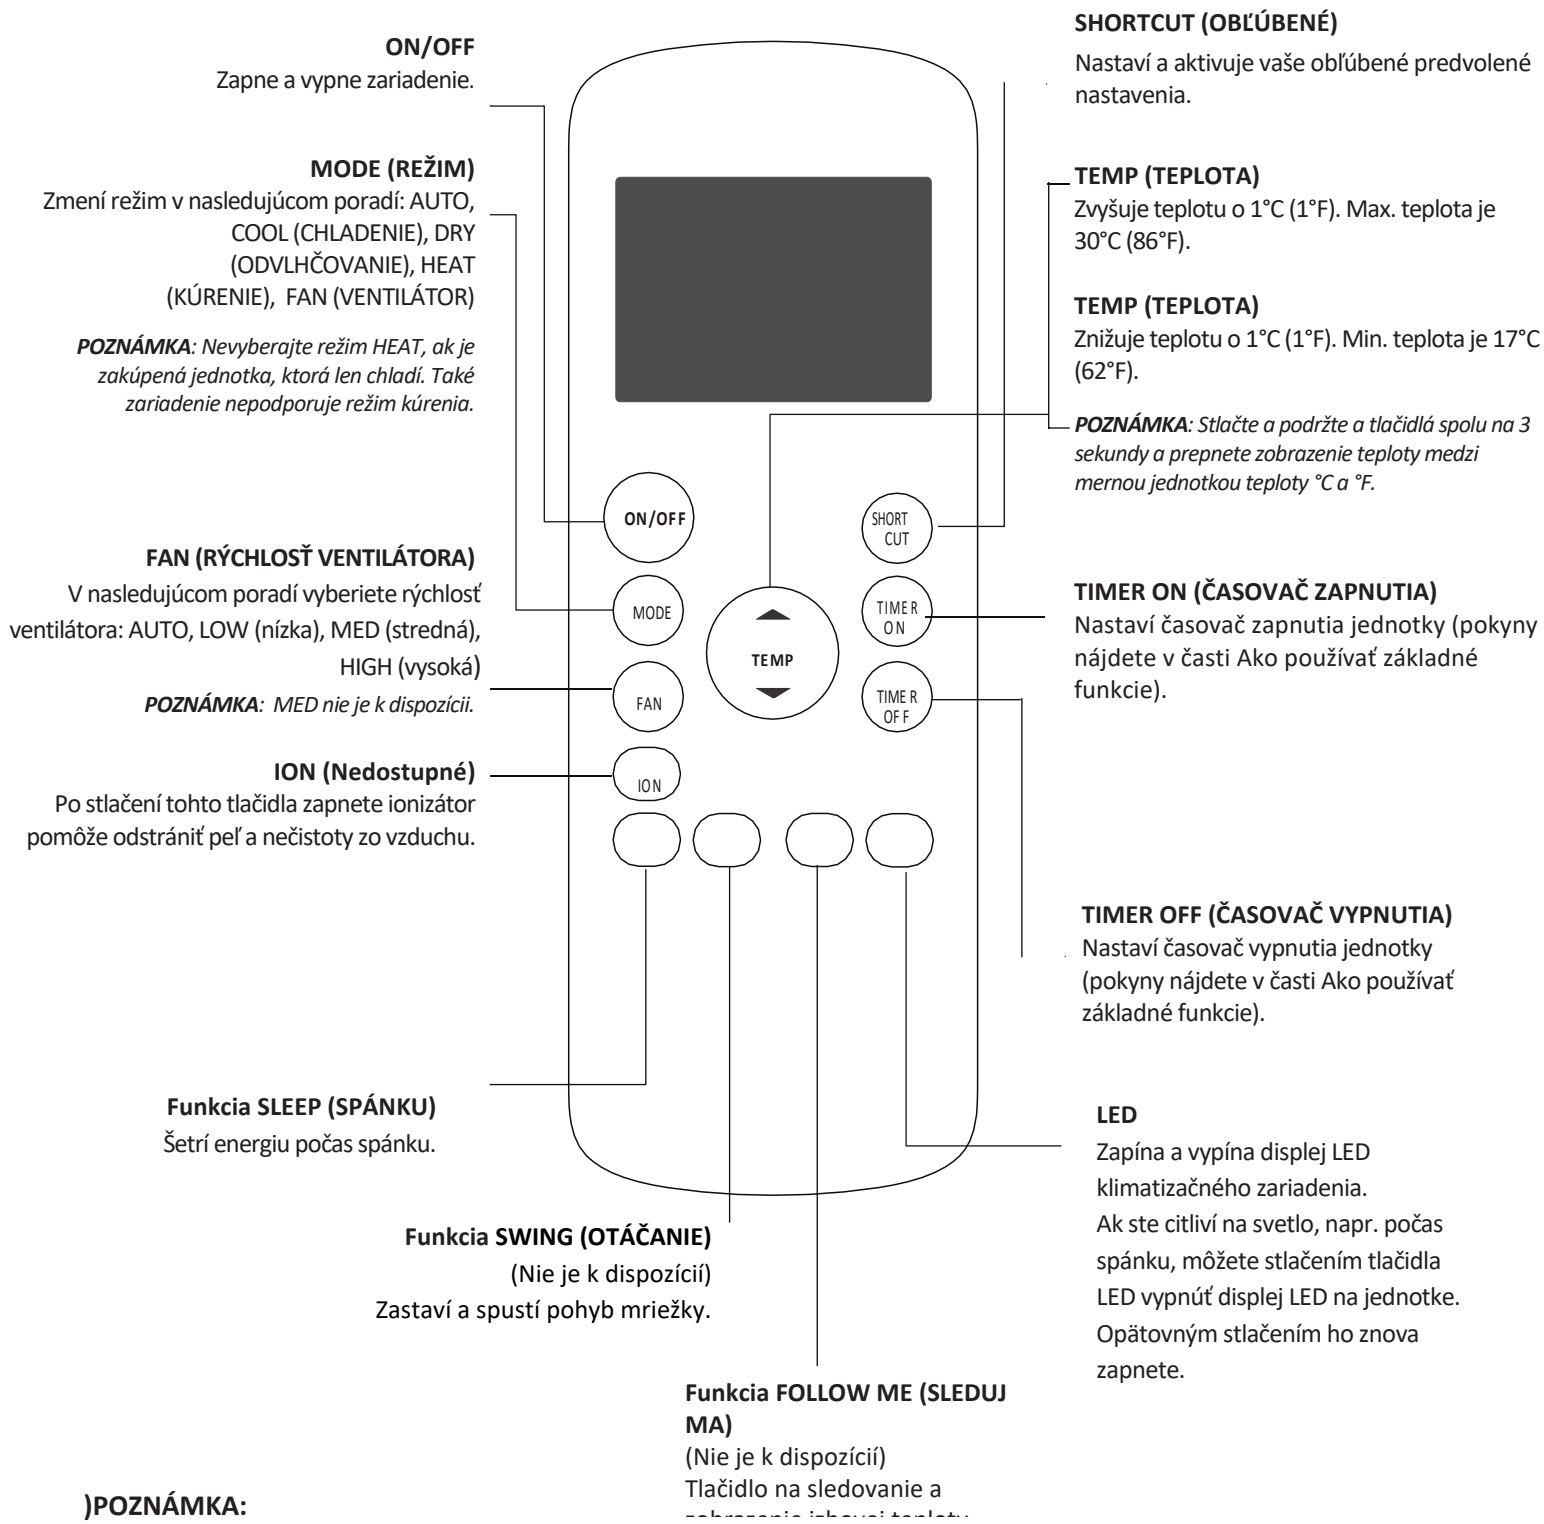 ON/OFF
Zapne a vypne zariadenie.
MODE (REŽIM)
Zmení režim v nasledujúcom poradí: AUTO,
COOL (CHLADENIE), DRY
(ODVLHČOVANIE), HEAT
(KÚRENIE), FAN (VENTILÁTOR)
POZNÁMKA: Nevyberajte režim HEAT, ak je
zakúpená jednotka, ktorá len chladí. Také
zariadenie nepodporuje režim kúrenia.
FAN (RÝCHLOSŤ VENTILÁTORA)
V nasledujúcom poradí vyberiete rýchlosť
ventilátora: AUTO, LOW (nízka), MED (stredná),
HIGH (vysoká)
POZNÁMKA: MED nie je k dispozícii.
ION (Nedostupné)
Po stlačení tohto tlačidla zapnete ionizátor
pomôže odstrániť peľ a nečistoty zo vzduchu.
Funkcia SLEEP (SPÁNKU)
Šetrí energiu počas spánku.
Funkcia SWING (OTÁČANIE)
(Nie je k dispozícií)
Zastaví a spustí pohyb mriežky.
ON/OFF
MODE
FAN
ION
TEMP
SHORT
CUT
TIMER
ON
TIMER
OFF
SHORTCUT (OBĽÚBENÉ)
Nastaví a aktivuje vaše obľúbené predvolené
nastavenia.
TEMP (TEPLOTA)
Zvyšuje teplotu o 1°C (1°F). Max. teplota je
30°C (86°F).
TEMP (TEPLOTA)
Znižuje teplotu o 1°C (1°F). Min. teplota je 17°C
(62°F).
POZNÁMKA: Stlačte a podržte a tlačidlá spolu na 3
sekundy a prepnete zobrazenie teploty medzi
mernou jednotkou teploty °C a °F.
TIMER ON (ČASOVAČ ZAPNUTIA)
Nastaví časovač zapnutia jednotky (pokyny
nájdete v časti Ako používať základné
funkcie).
TIMER OFF (ČASOVAČ VYPNUTIA)
Nastaví časovač vypnutia jednotky
(pokyny nájdete v časti Ako používať
základné funkcie).
LED
Zapína a vypína displej LED
klimatizačného zariadenia.
Ak ste citliví na svetlo, napr. počas
spánku, môžete stlačením tlačidla
LED vypnúť displej LED na jednotke.
Opätovným stlačením ho znova
zapnete.
Funkcia FOLLOW ME (SLEDUJ
MA)
(Nie je k dispozícií)
Tlačidlo na sledovanie a
zobrazenie izbovej teploty
)POZNÁMKA: